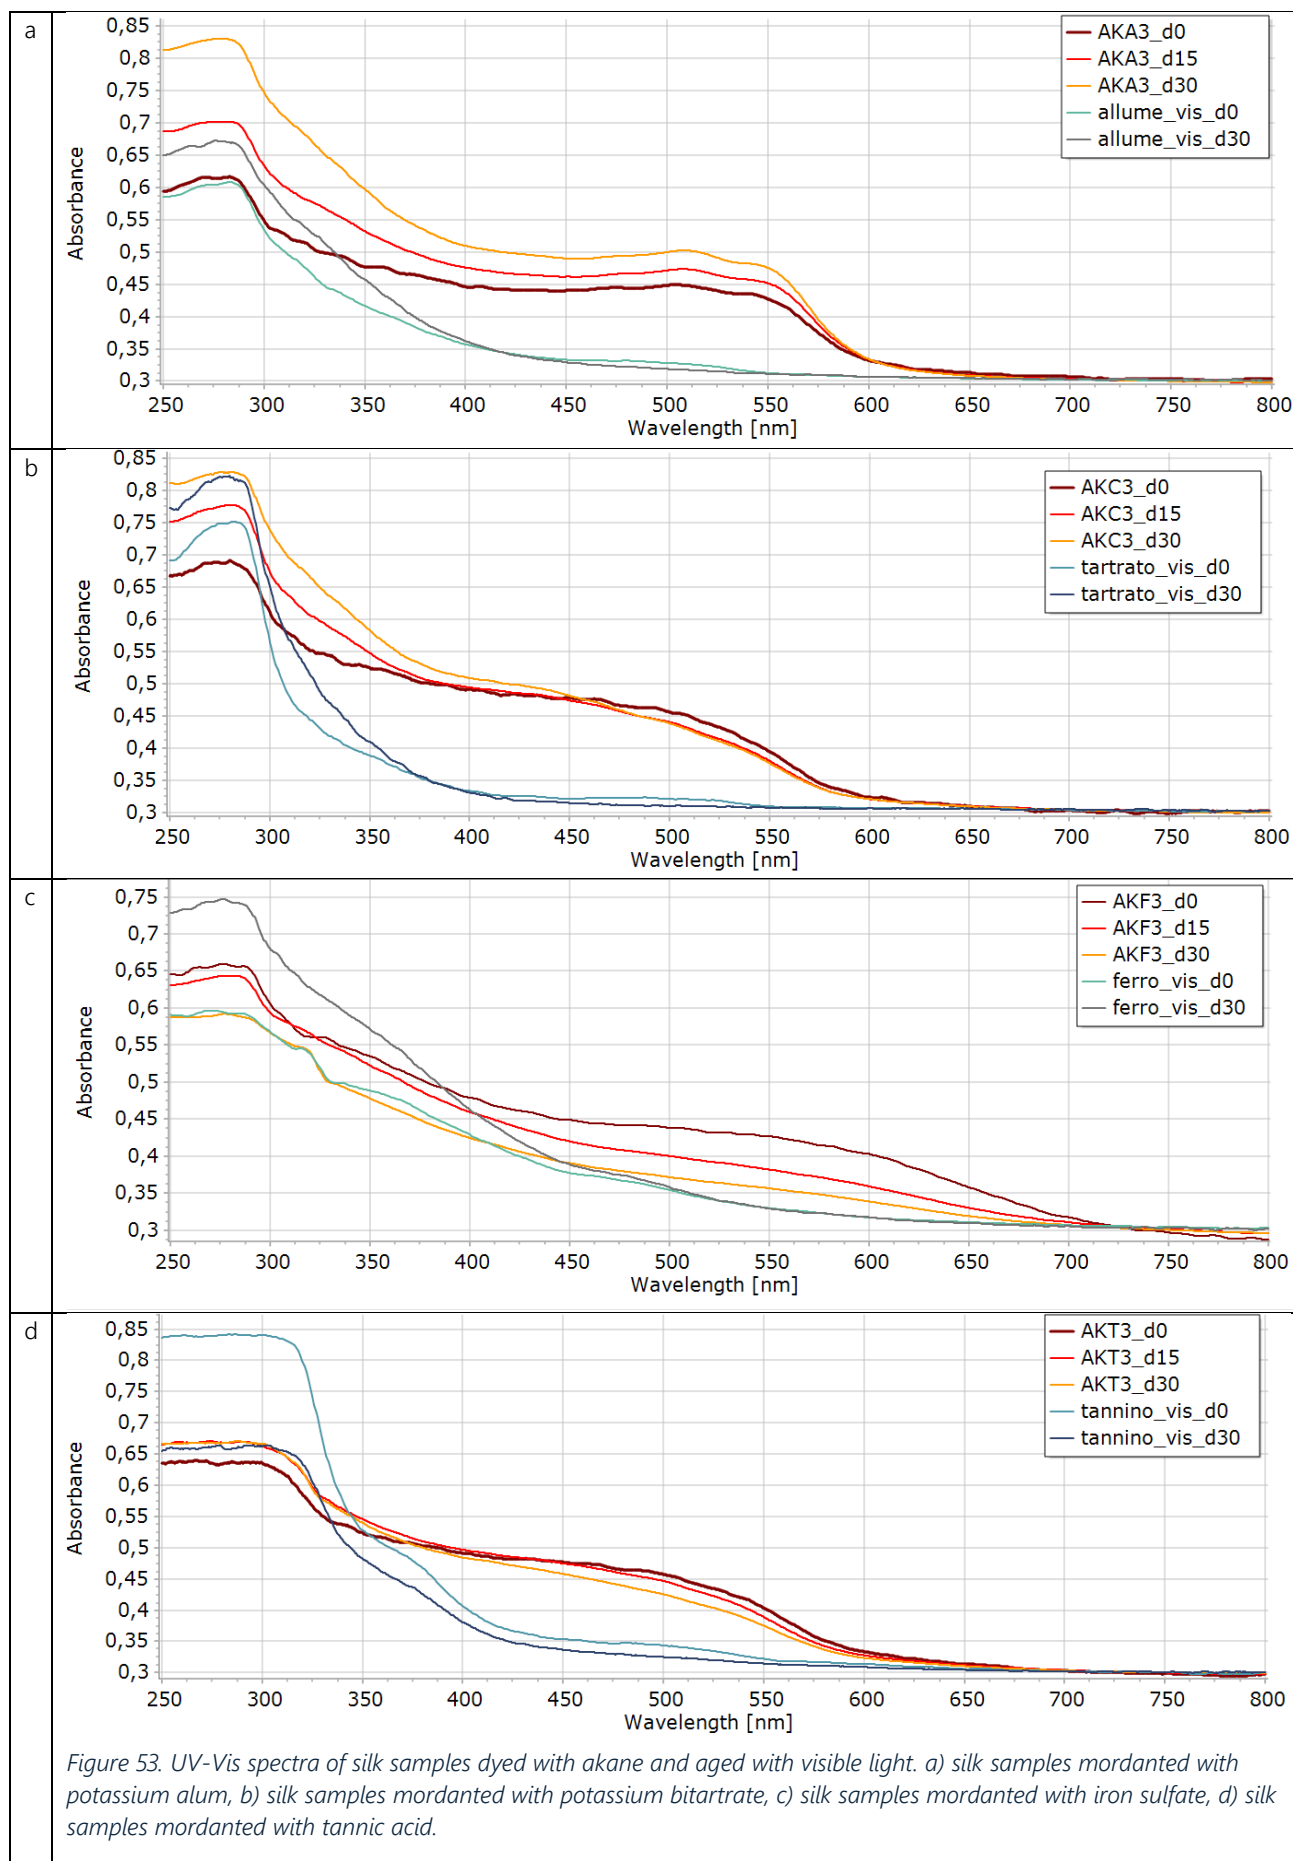 a
0,85
0,8
0,75
0,7
0,65
0,6
0,55
0,5
0,45
0,4
0,35
0,3
Absorbance
250 300 350 400 450 500 550 600 650 700 750 800
Wavelength [nm]
AKA3_d0
AKA3_d15
AKA3_d30
allume_vis_d0
allume_vis_d30
b
0,85
0,8
0,75
0,7
0,65
0,6
0,55
0,5
0,45
0,4
0,35
0,3
Absorbance
250 300 350 400 450 500 550 600 650 700 750 800
Wavelength [nm]
AKC3_d0
AKC3_d15
AKC3_d30
tartrato_vis_d0
tartrato_vis_d30
c
0,75
0,7
0,65
0,6
0,55
0,5
0,45
0,4
0,35
0,3
Absorbance
250 300 350 400 450 500 550 600 650 700 750 800
Wavelength [nm]
AKF3_d0
AKF3_d15
AKF3_d30
ferro_vis_d0
ferro_vis_d30
d
0,85
0,8
0,75
0,7
0,65
0,6
0,55
0,5
0,45
0,4
0,35
0,3
Absorbance
250 300 350 400 450 500 550 600 650 700 750 800
Wavelength [nm]
AKT3_d0
AKT3_d15
AKT3_d30
tannino_vis_d0
tannino_vis_d30
Figure 53. UV-Vis spectra of silk samples dyed with akane and aged with visible light. a) silk samples mordanted with
potassium alum, b) silk samples mordanted with potassium bitartrate, c) silk samples mordanted with iron sulfate, d) silk
samples mordanted with tannic acid.